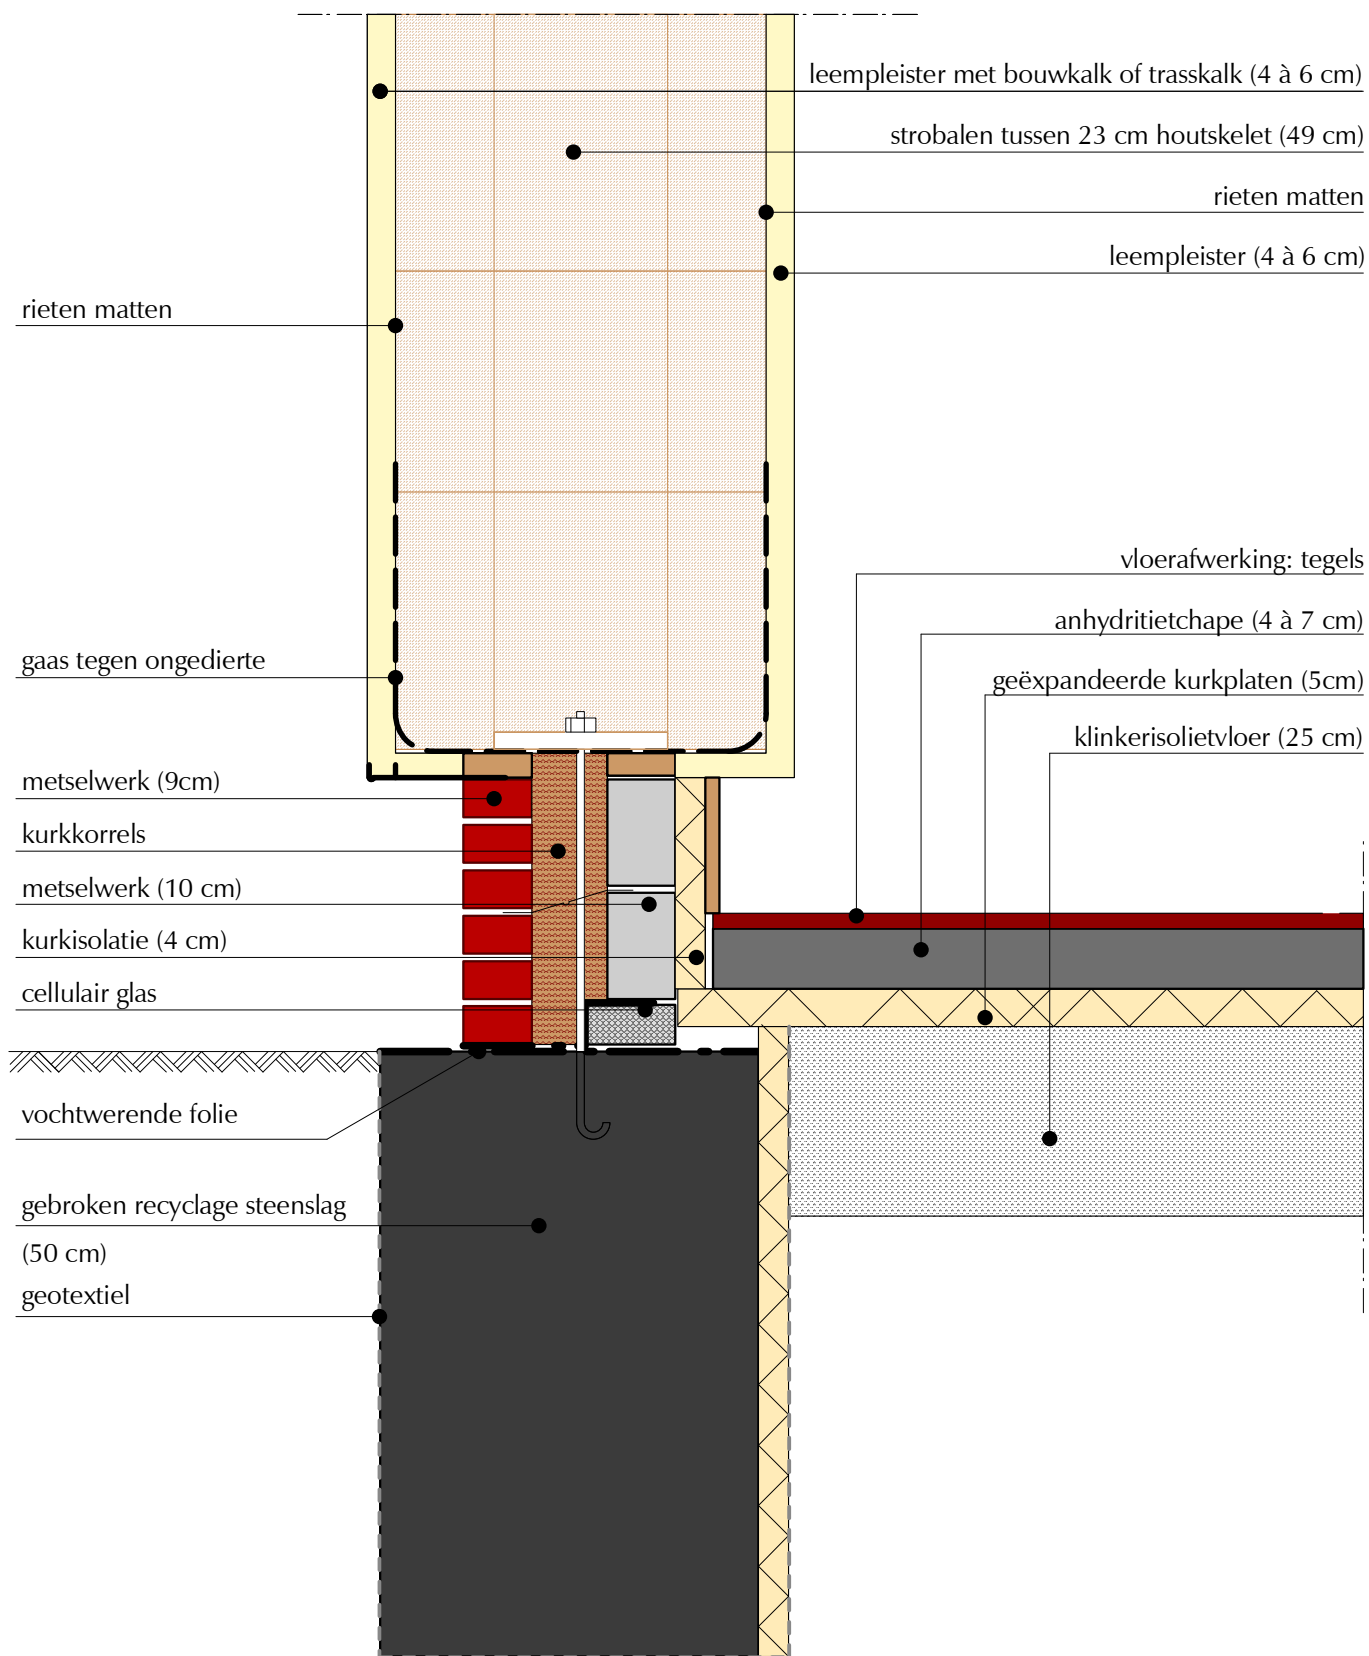 leempleister met bouwkalk of trasskalk (4 à 6 cm)
strobalen tussen 23 cm houtskelet (49 cm)
rieten matten
leempleister (4 à 6 cm)
rieten matten
vloerafwerking: tegels
anhydritietchape (4 à 7 cm)
gaas tegen ongedierte
geëxpandeerde kurkplaten (5cm)
klinkerisolietvloer (25 cm)
metselwerk (9cm)
kurkkorrels
metselwerk (10 cm)
kurkisolatie (4 cm)
cellulair glas
vochtwerende folie
gebroken recyclage steenslag
(50 cm)
geotextiel